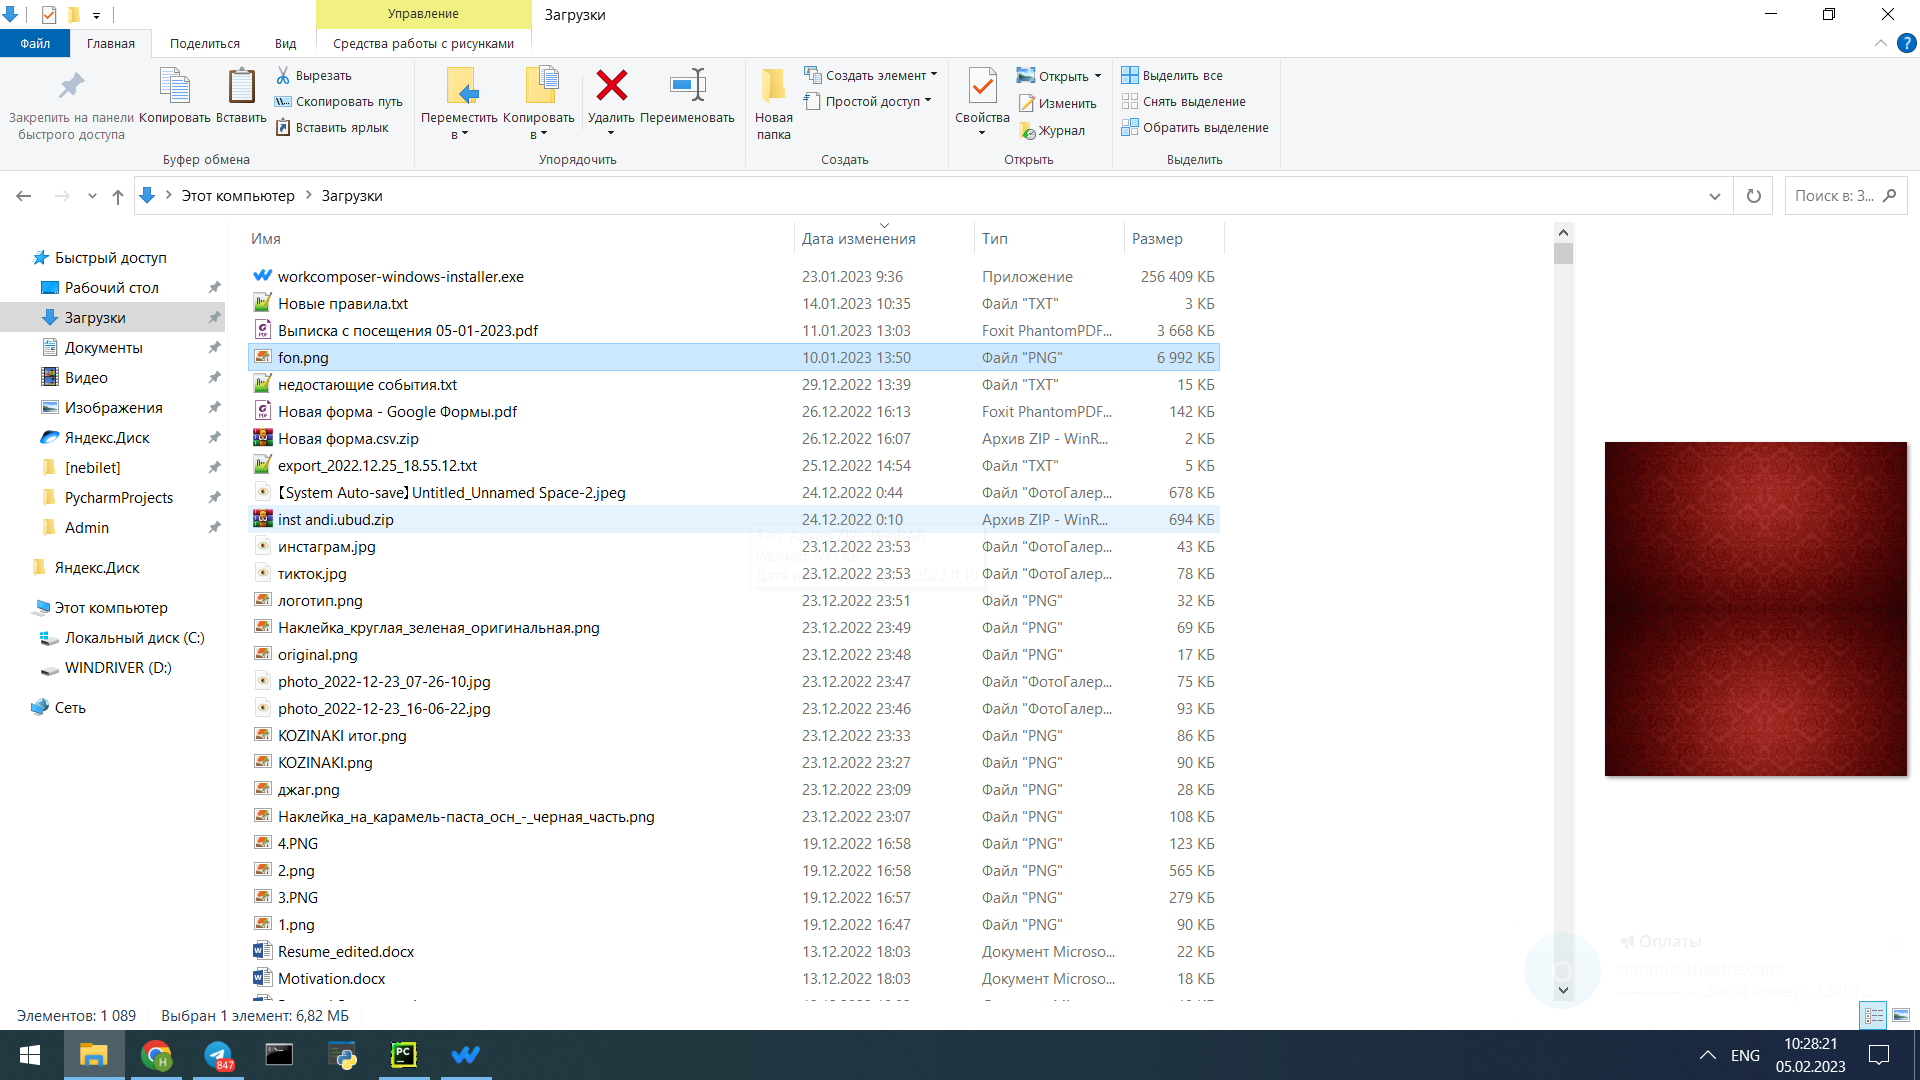 Управление
Загрузки
Файл
Главная
Поделиться
Вид
Средства работы с рисунками
Закрепить на панели быстрого доступа
Копировать
Вставить
Вырезать
Скопировать путь
Вставить ярлык
Буфер обмена
Переместить в
Копировать в
Удалить
Переименовать
Упорядочить
Новая папка
Создать элемент
Простой доступ
Создать
Свойства
Открыть
Изменить
Журнал
Открыть
Выделить все
Снять выделение
Обратить выделение
Выделить
Этот компьютер
Загрузки
Поиск в: З...
Быстрый доступ
Рабочий стол
Загрузки
Документы
Видео
Изображения
Яндекс.Диск
[nebilet]
PycharmProjects
Admin
Яндекс.Диск
Этот компьютер
Локальный диск (C:)
WINDRIVER (D:)
Сеть
Имя Дата изменения Тип Размер
workcomposer-windows-installer.exe 23.01.2023 9:36 Приложение 256 409 КБ
Новые правила.txt 14.01.2023 10:35 Файл "TXT" 3 КБ
Выписка с посещения 05-01-2023.pdf 11.01.2023 13:03 Foxit PhantomPDF... 3 668 КБ
fon.png 10.01.2023 13:50 Файл "PNG" 6 992 КБ
недостающие события.txt 29.12.2022 13:39 Файл "TXT" 15 КБ
Новая форма - Google Формы.pdf 26.12.2022 16:13 Foxit PhantomPDF... 142 КБ
Новая форма.csv.zip 26.12.2022 16:07 Архив ZIP - WinR... 2 КБ
export_2022.12.25_18.55.12.txt 25.12.2022 14:54 Файл "TXT" 5 КБ
【System Auto-save】Untitled_Unnamed Space-2.jpeg 24.12.2022 0:44 Файл "ФотоГалер... 678 КБ
inst andi.ubud.zip 24.12.2022 0:10 Архив ZIP - WinR... 694 КБ
инстаграм.jpg 23.12.2022 23:53 Файл "ФотоГалер... 43 КБ
тикток.jpg 23.12.2022 23:53 Файл "ФотоГалер... 78 КБ
логотип.png 23.12.2022 23:51 Файл "PNG" 32 КБ
Наклейка_круглая_зеленая_оригинальная.png 23.12.2022 23:49 Файл "PNG" 69 КБ
original.png 23.12.2022 23:48 Файл "PNG" 17 КБ
photo_2022-12-23_07-26-10.jpg 23.12.2022 23:47 Файл "ФотоГалер... 75 КБ
photo_2022-12-23_16-06-22.jpg 23.12.2022 23:46 Файл "ФотоГалер... 93 КБ
KOZINAKI итог.png 23.12.2022 23:33 Файл "PNG" 86 КБ
KOZINAKI.png 23.12.2022 23:27 Файл "PNG" 90 КБ
джаг.png 23.12.2022 23:09 Файл "PNG" 28 КБ
Наклейка_на_карамель-паста_осн_-_черная_часть.png 23.12.2022 23:07 Файл "PNG" 108 КБ
4.PNG 19.12.2022 16:58 Файл "PNG" 123 КБ
2.png 19.12.2022 16:58 Файл "PNG" 565 КБ
3.PNG 19.12.2022 16:57 Файл "PNG" 279 КБ
1.png 19.12.2022 16:47 Файл "PNG" 90 КБ
Resume_edited.docx 13.12.2022 18:03 Документ Microso... 22 КБ
Motivation.docx 13.12.2022 18:03 Документ Microso... 18 КБ
Оплаты
Элементов: 1 089 Выбран 1 элемент: 6,82 МБ
H
847
PC
ENG
10:28:21
05.02.2023